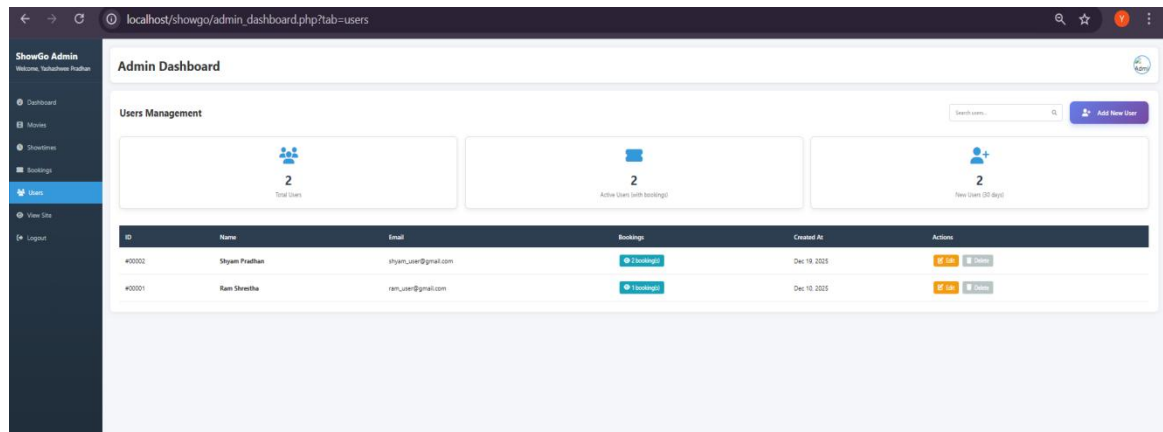 localhost/showgo/admin_dashboard.php?tab=users
Y
ShowGo Admin
Welcome, Yashashwee Pradhan
Admin Dashboard
Admi
Dashboard
Movies
Showtimes
Bookings
Users
View Site
Logout
Users Management
Search users...
Add New User
2
Total Users
2
Active Users (with bookings)
2
New Users (30 days)
ID Name Email Bookings Created At Actions
#00002 Shyam Pradhan shyam_user@gmail.com 2 booking(s) Dec 19, 2025 Edit Delete
#00001 Ram Shrestha ram_user@gmail.com 1 booking(s) Dec 10, 2025 Edit Delete